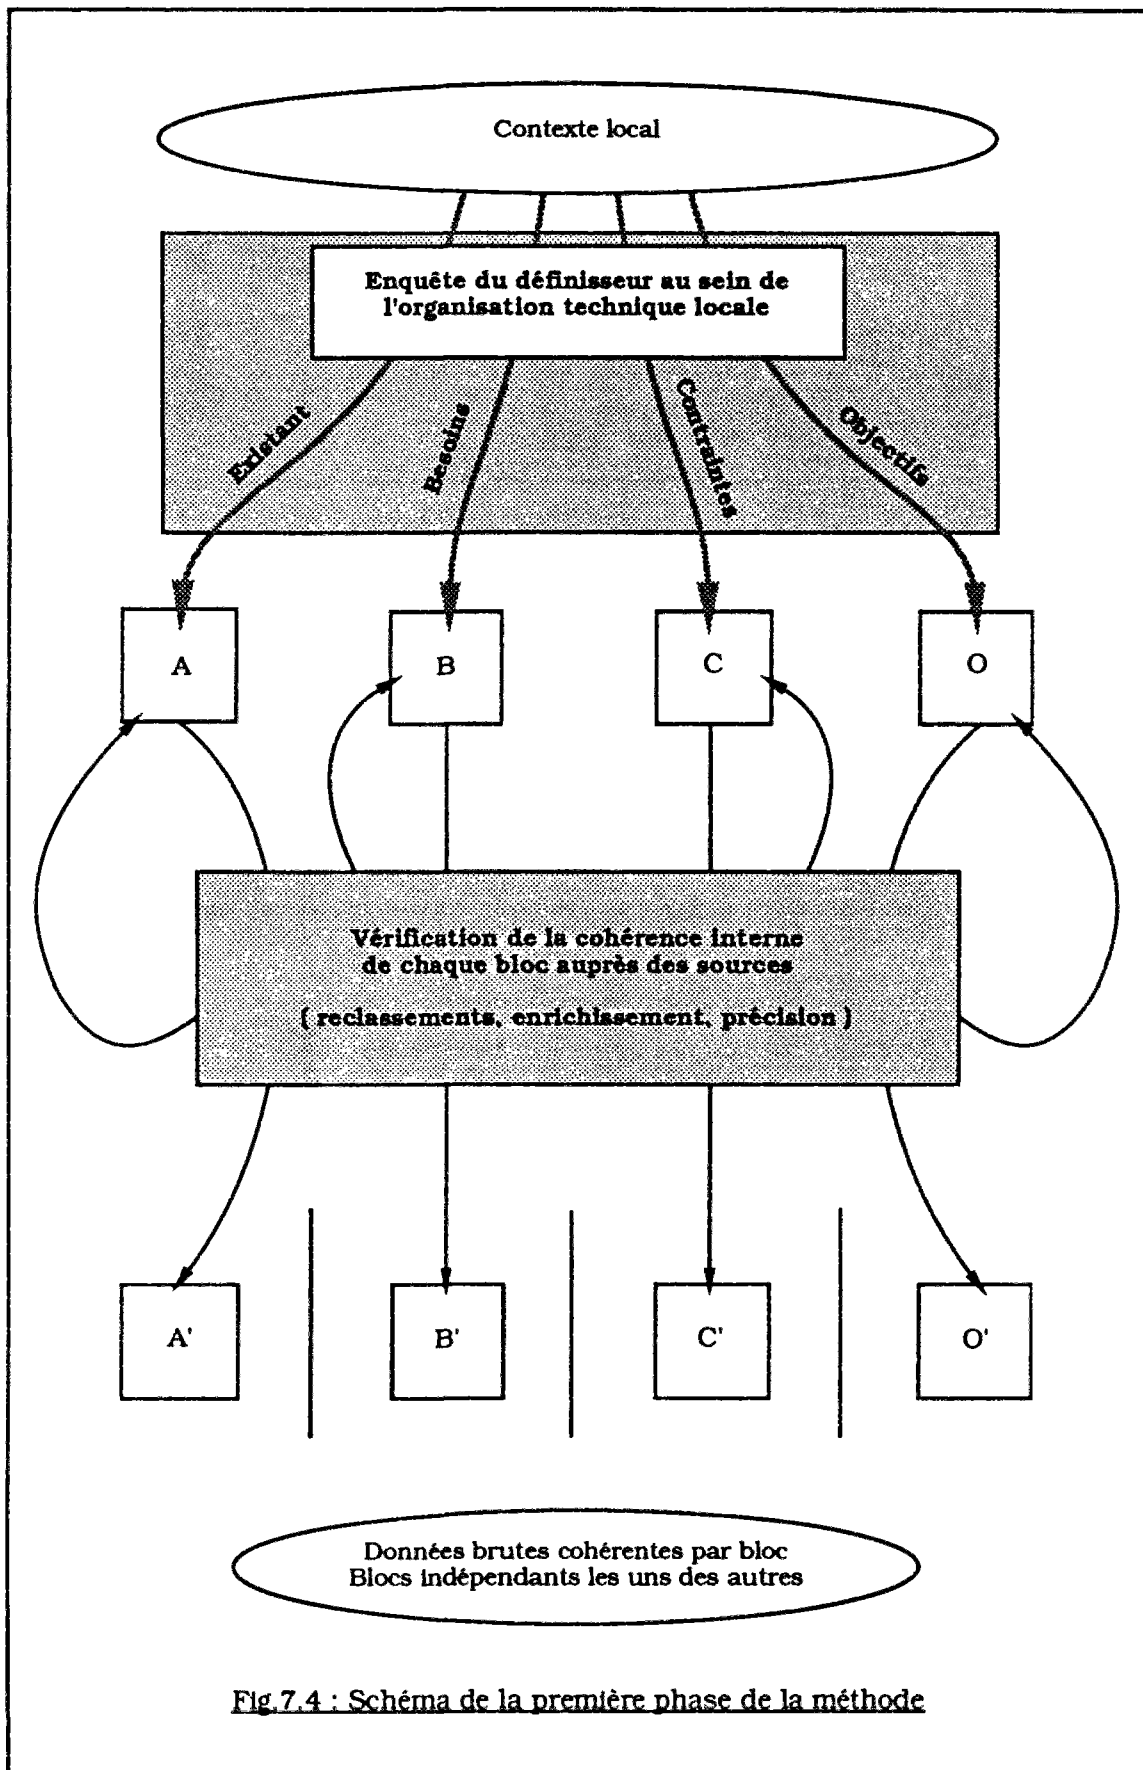 Contexte local
Enquête du définisseur au sein de
l'organisation technique locale
Existant
Besoins
Contraintes
Objectifs
A
B
C
O
Vérification de la cohérence interne
de chaque bloc auprès des sources
( reclassements, enrichissement, précision )
A'
B'
C'
O'
Données brutes cohérentes par bloc
Blocs indépendants les uns des autres
Fig.7.4 : Schéma de la première phase de la méthode